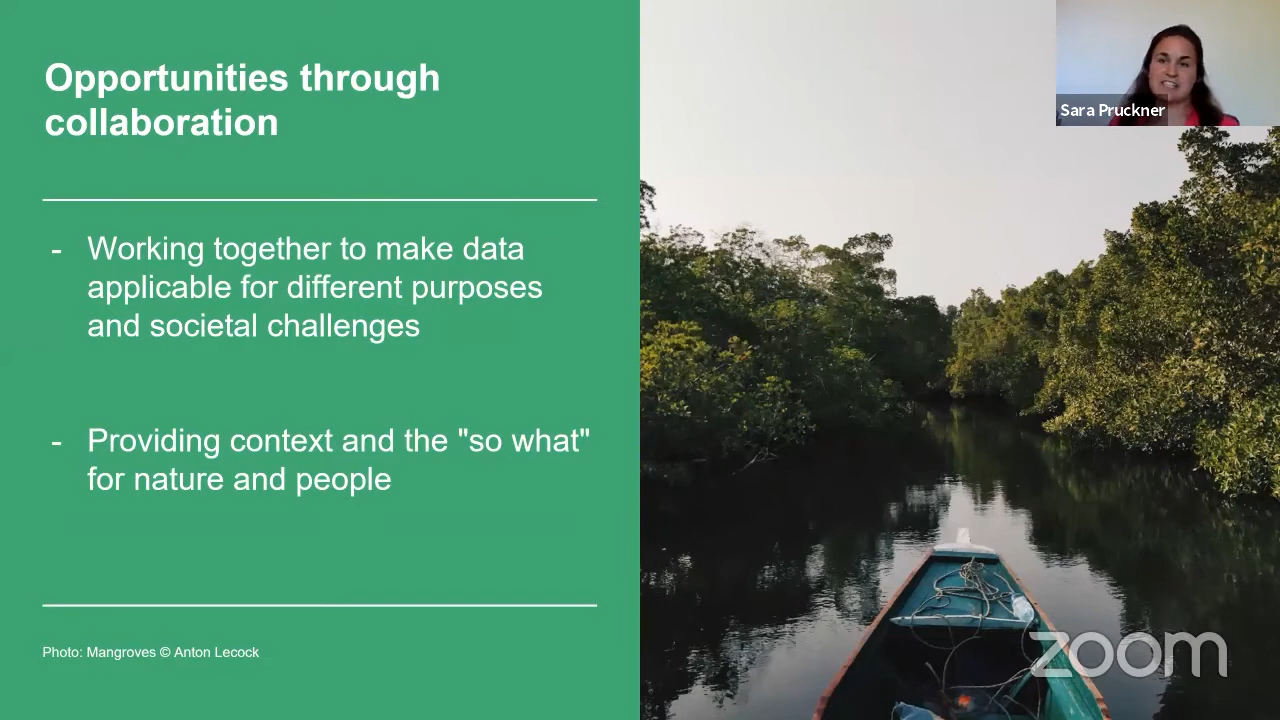 Opportunities through
collaboration
Sara Pruckner
- Working together to make data
applicable for different purposes
and societal challenges
- Providing context and the "so what"
for nature and people
Photo: Mangroves © Anton Lecock
zoom